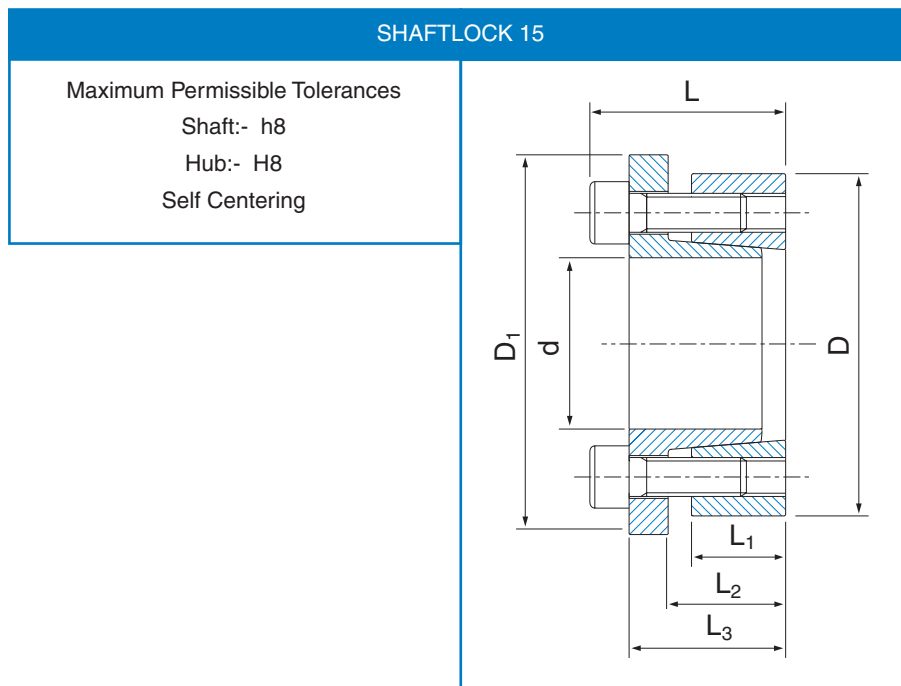 SHAFTLOCK 15
Maximum Permissible Tolerances
Shaft:- h8
Hub:- H8
Self Centering
L
D₁
d
D
L₁
L₂
L₃